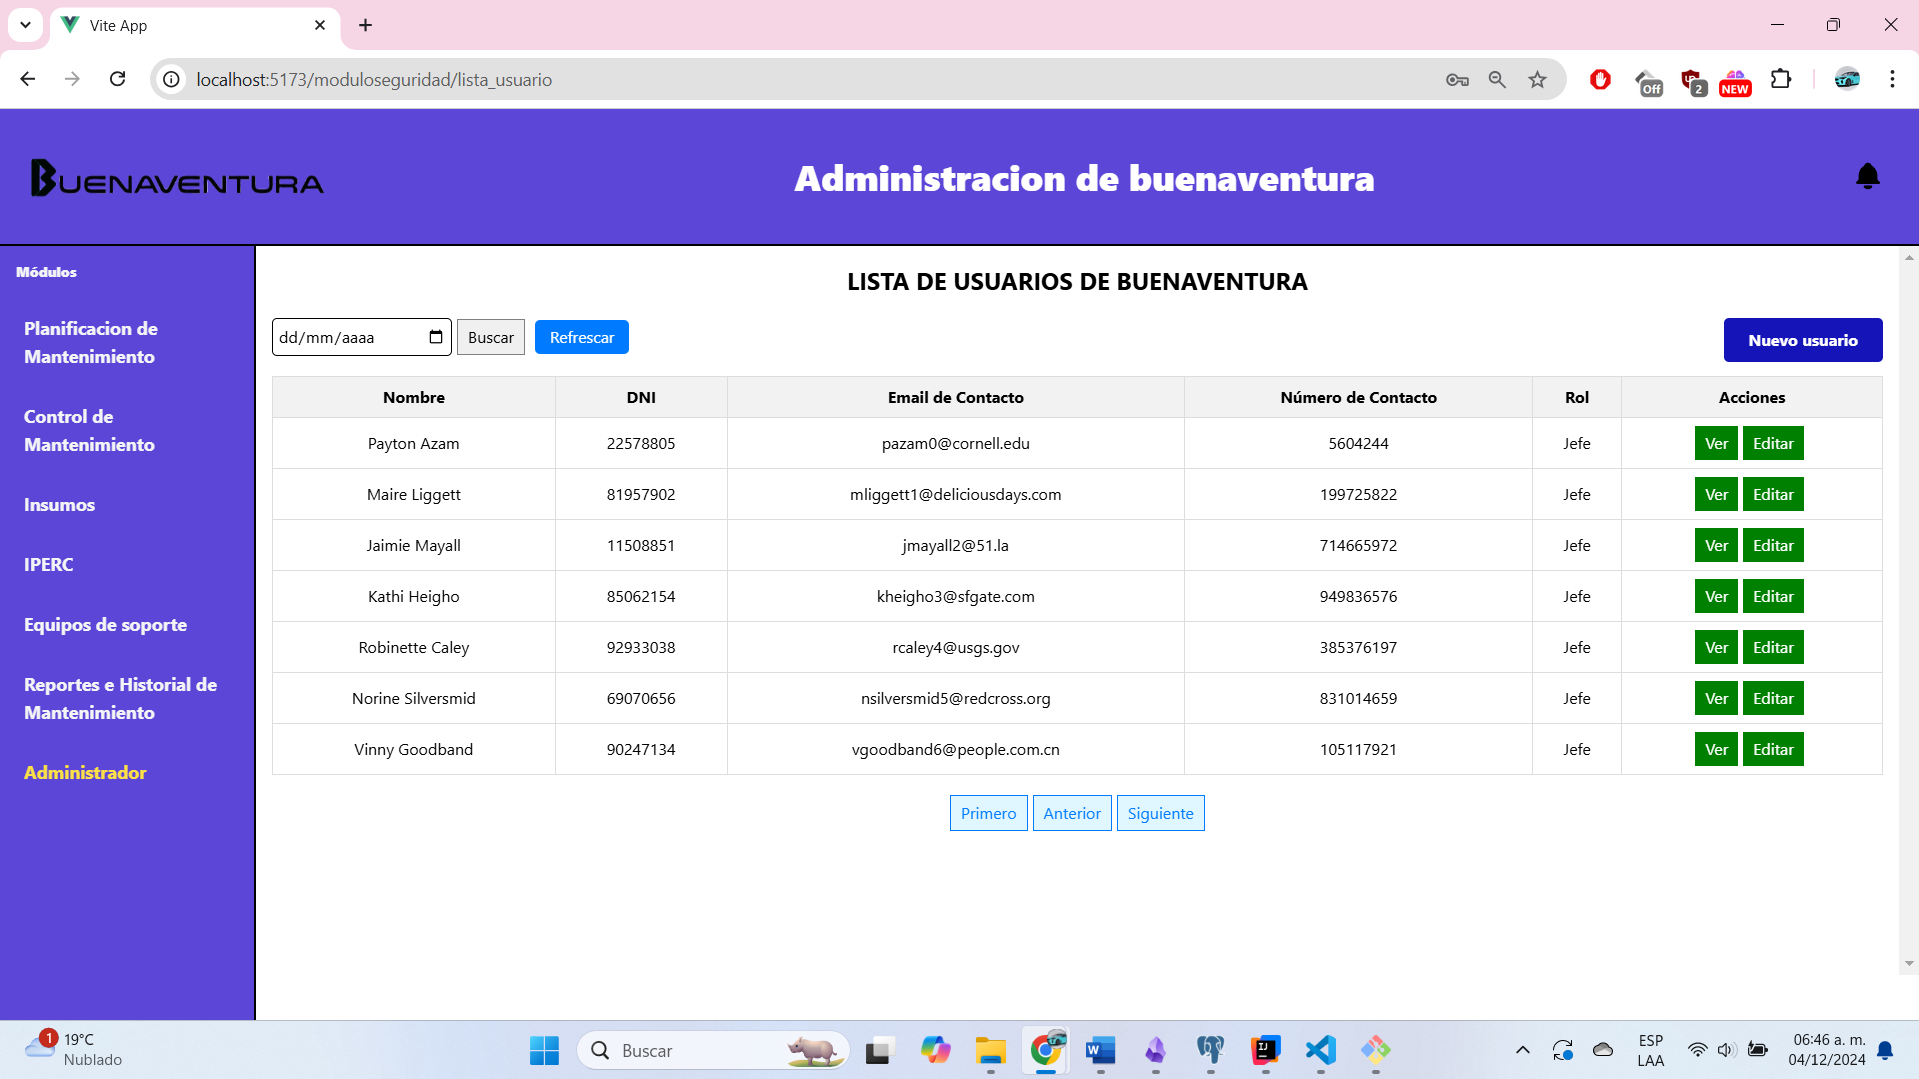 Vite App
localhost:5173/moduloseguridad/lista_usuario
Off
2
NEW
BUENAVENTURA
Administracion de buenaventura
Módulos
Planificacion de
Mantenimiento
Control de
Mantenimiento
Insumos
IPERC
Equipos de soporte
Reportes e Historial de
Mantenimiento
Administrador
LISTA DE USUARIOS DE BUENAVENTURA
dd/mm/aaaa Buscar Refrescar Nuevo usuario
Nombre DNI Email de Contacto Número de Contacto Rol Acciones
Payton Azam 22578805 pazam0@cornell.edu 5604244 Jefe Ver Editar
Maire Liggett 81957902 mliggett1@deliciousdays.com 199725822 Jefe Ver Editar
Jaimie Mayall 11508851 jmayall2@51.la 714665972 Jefe Ver Editar
Kathi Heigho 85062154 kheigho3@sfgate.com 949836576 Jefe Ver Editar
Robinette Caley 92933038 rcaley4@usgs.gov 385376197 Jefe Ver Editar
Norine Silversmid 69070656 nsilversmid5@redcross.org 831014659 Jefe Ver Editar
Vinny Goodband 90247134 vgoodband6@people.com.cn 105117921 Jefe Ver Editar
Primero Anterior Siguiente
1
19°C
Nublado
Buscar
W
IJ
ESP
LAA
06:46 a. m.
04/12/2024